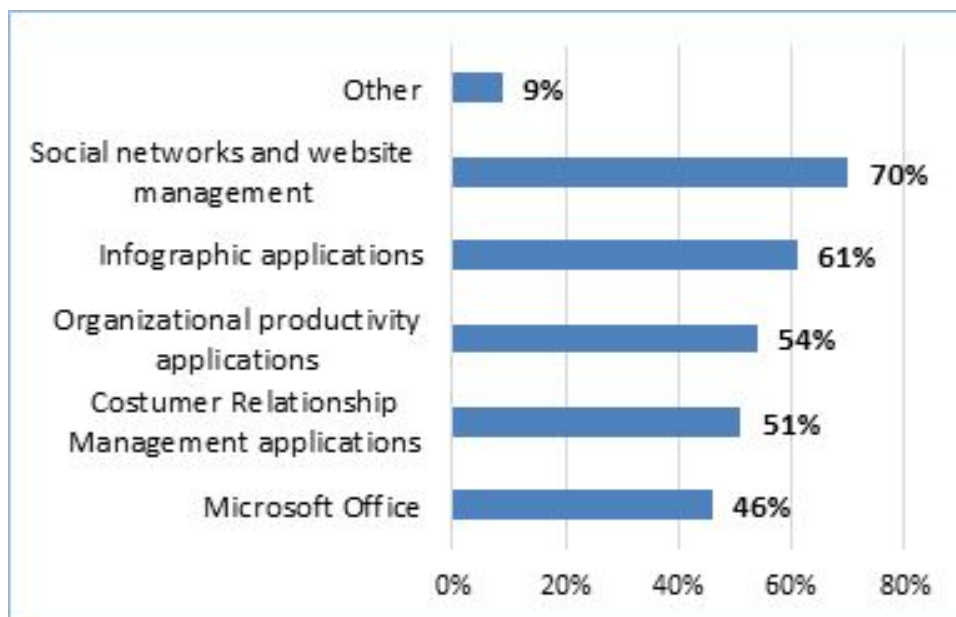 Other
9%
Social networks and website
management
70%
Infographic applications
61%
Organizational productivity
applications
54%
Costumer Relationship
Management applications
51%
Microsoft Office
46%
0% 20% 40% 60% 80%